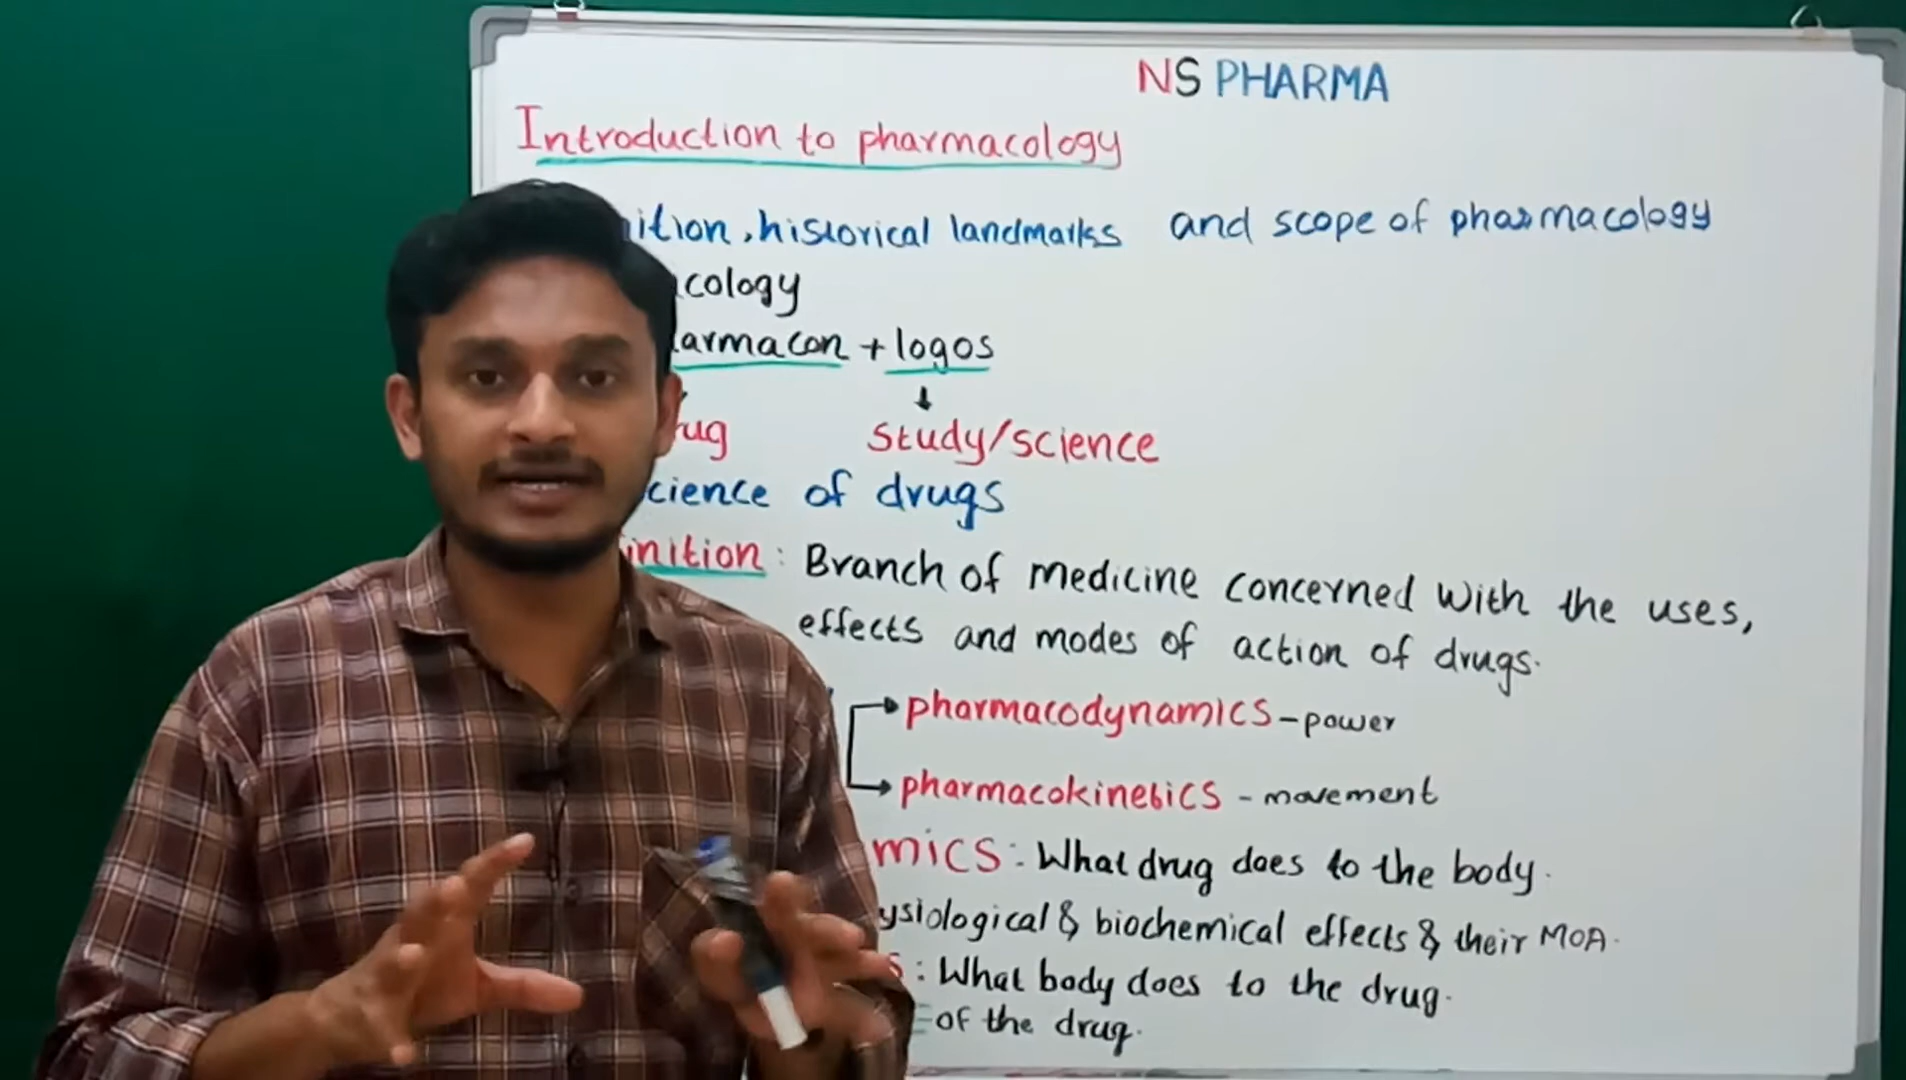 NS PHARMA
Introduction to pharmacology
nition, historical landmarks and scope of pharmacology
cology
armacon + logos
↓
rug study/science
cience of drugs
inition : Branch of medicine concerned with the uses,
effects and modes of action of drugs.
pharmacodynamics - power
pharmacokinetics - movement
mics : What drug does to the body.
ysiological & biochemical effects & their MOA.
s : What body does to the drug.
of the drug.